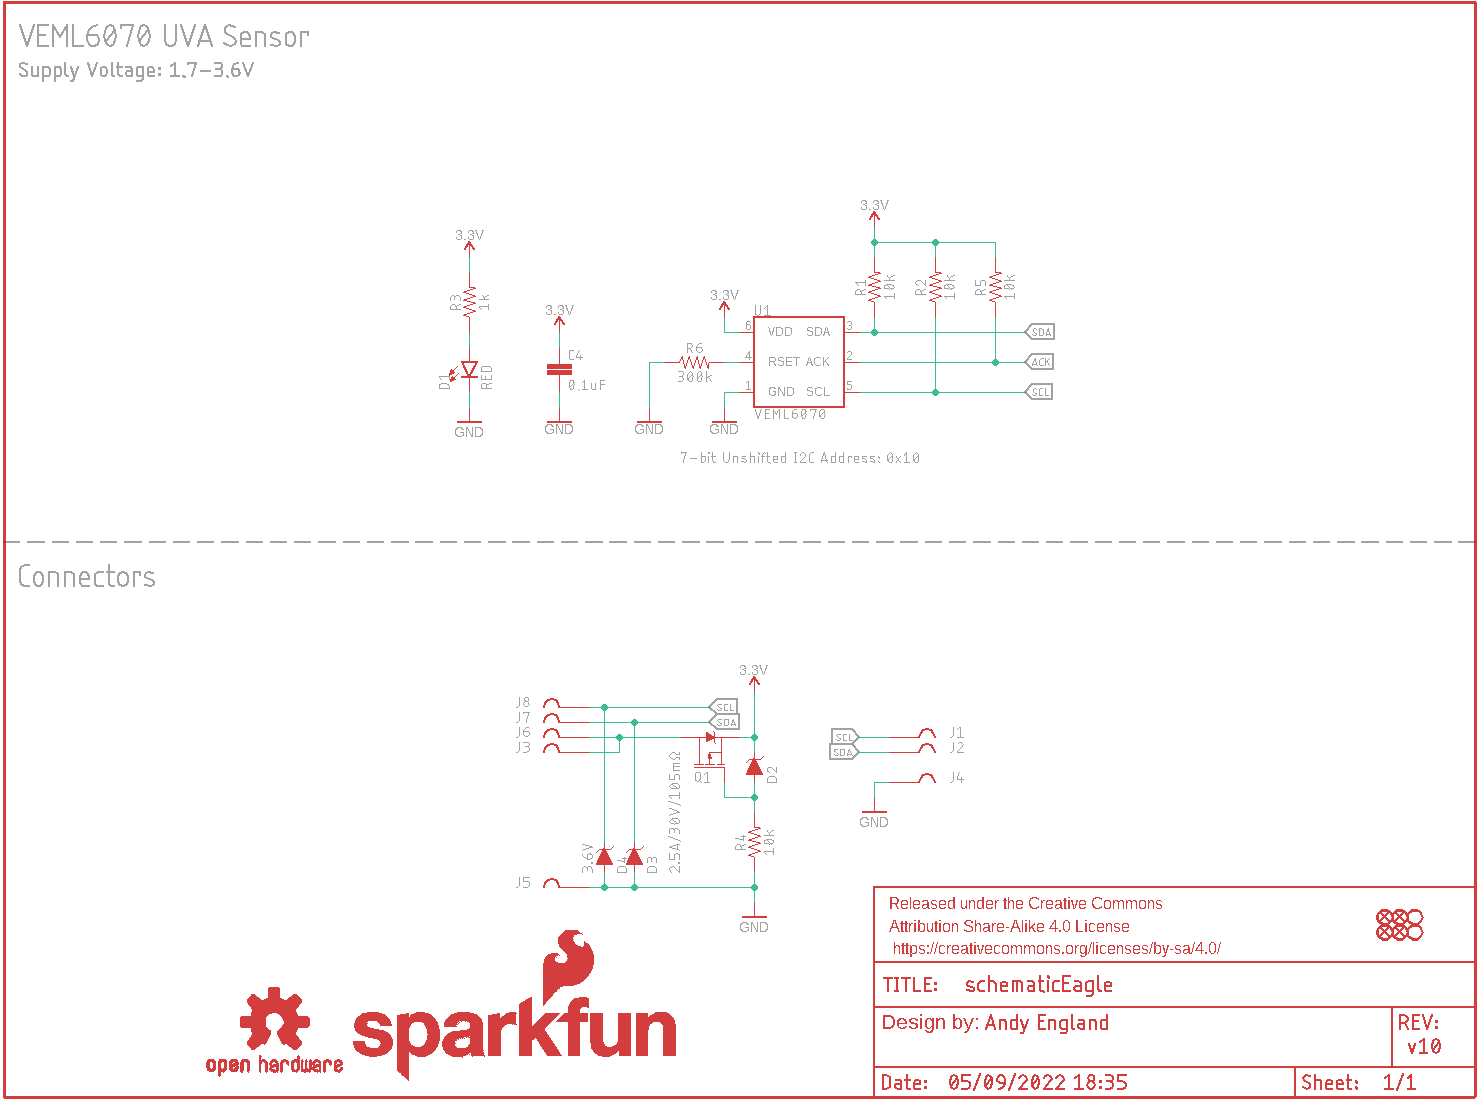 VEML6070 UVA Sensor
Supply Voltage: 1.7-3.6V
3.3V
R3
1k
D1
RED
GND
3.3V
C4
0.1uF
GND
3.3V
R1
10k
R2
10k
R5
10k
3.3V
U1
6 VDD SDA 3
SDA
R6
300k
4 RSET ACK 2
ACK
1 GND SCL 5
SCL
VEML6070
GND
GND
7-bit Unshifted I2C Address: 0x10
Connectors
3.3V
J8
SCL
J7
SDA
J6
J3
Q1
2.5A/30V/105mΩ
D2
R4
10k
3.6V
D4
D3
J5
GND
SCL
J1
SDA
J2
J4
GND
open hardware
sparkfun
Released under the Creative Commons
Attribution Share-Alike 4.0 License
https://creativecommons.org/licenses/by-sa/4.0/
TITLE: schematicEagle
Design by: Andy England
REV:
v10
Date: 05/09/2022 18:35
Sheet: 1/1